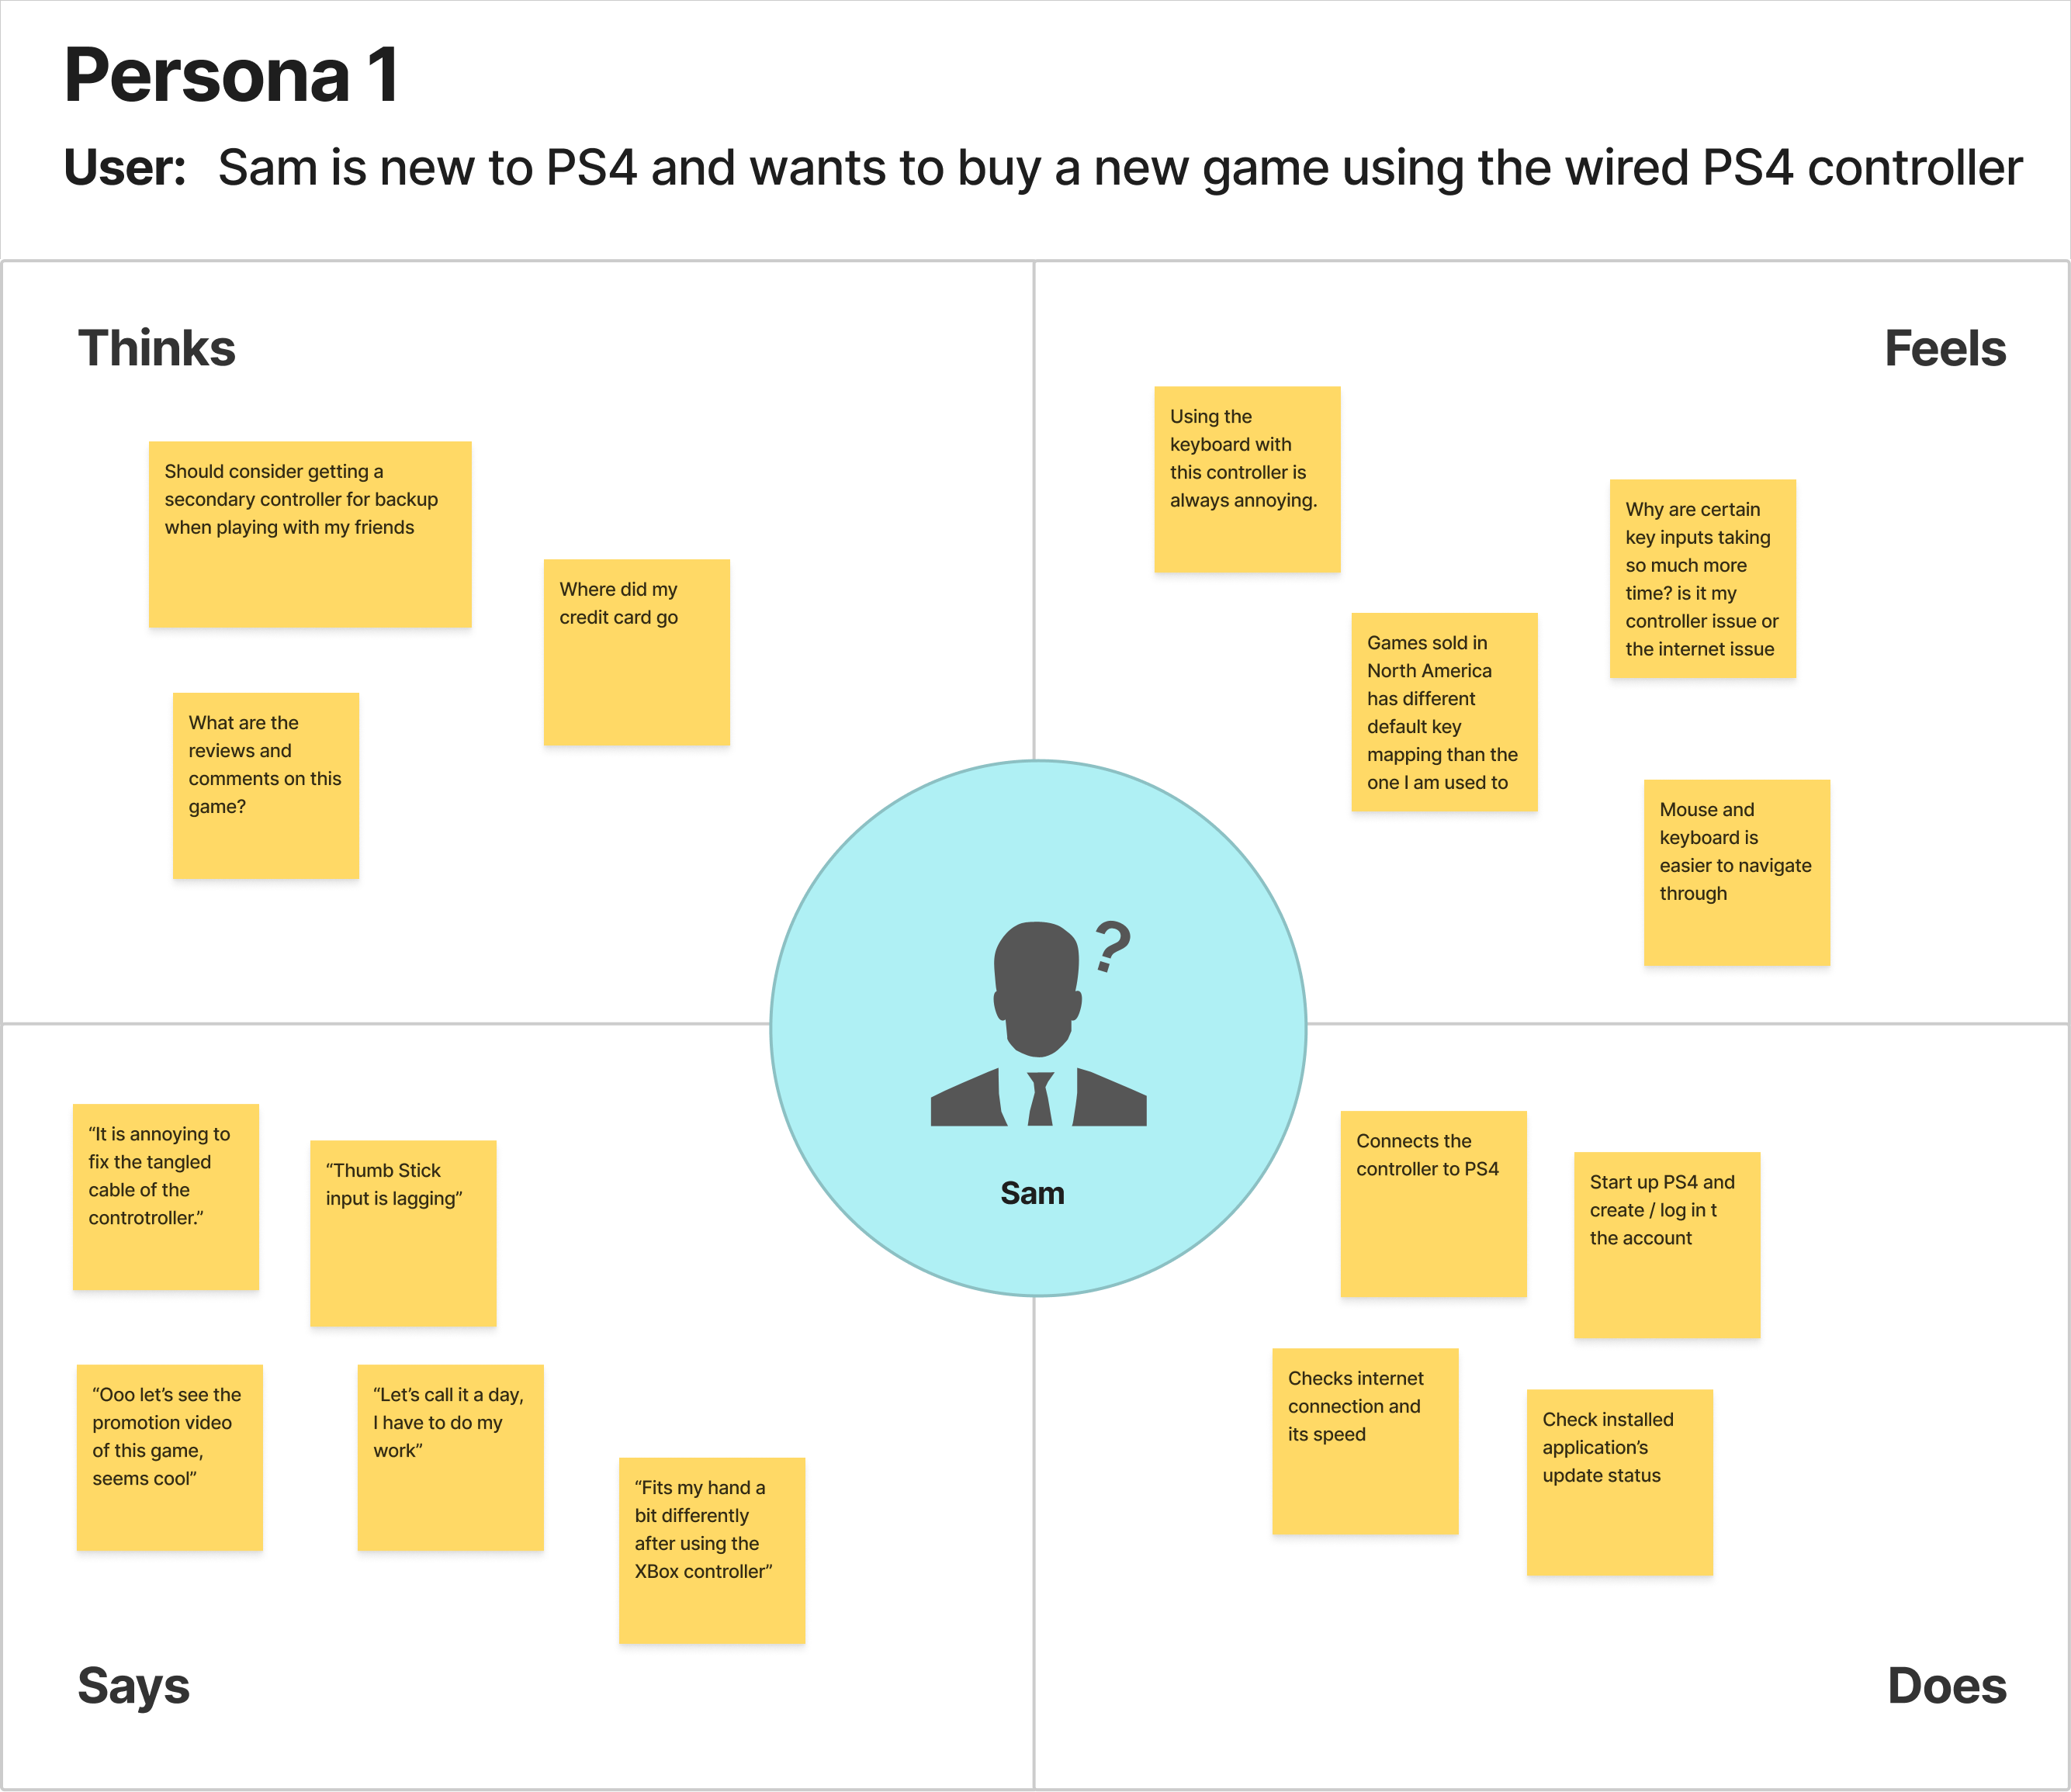 Persona 1
User: Sam is new to PS4 and wants to buy a new game using the wired PS4 controller
Thinks
Should consider getting a
secondary controller for backup
when playing with my friends
Where did my
credit card go
What are the
reviews and
comments on this
game?
Feels
Using the
keyboard with
this controller is
always annoying.
Why are certain
key inputs taking
so much more
time? is it my
controller issue or
the internet issue
Games sold in
North America
has different
default key
mapping than the
one I am used to
Mouse and
keyboard is
easier to navigate
through
?
Sam
“It is annoying to
fix the tangled
cable of the
controtroller.”
“Thumb Stick
input is lagging”
“Ooo let’s see the
promotion video
of this game,
seems cool”
“Let’s call it a day,
I have to do my
work”
“Fits my hand a
bit differently
after using the
XBox controller”
Says
Connects the
controller to PS4
Start up PS4 and
create / log in t
the account
Checks internet
connection and
its speed
Check installed
application’s
update status
Does